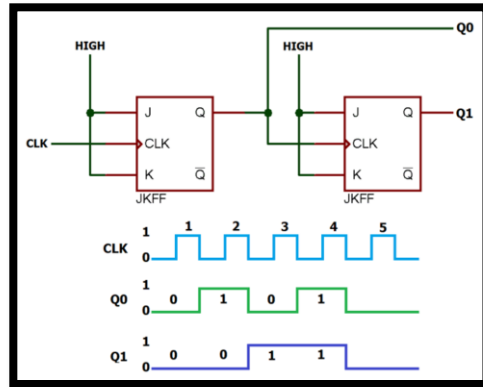 Q0
HIGH HIGH
J Q J Q Q1
CLK CLK CLK
K Q̅ K Q̅
JKFF JKFF
1 2 3 4 5
CLK 1
0
Q0 1
0 0 1 0 1
Q1 1
0 0 0 1 1